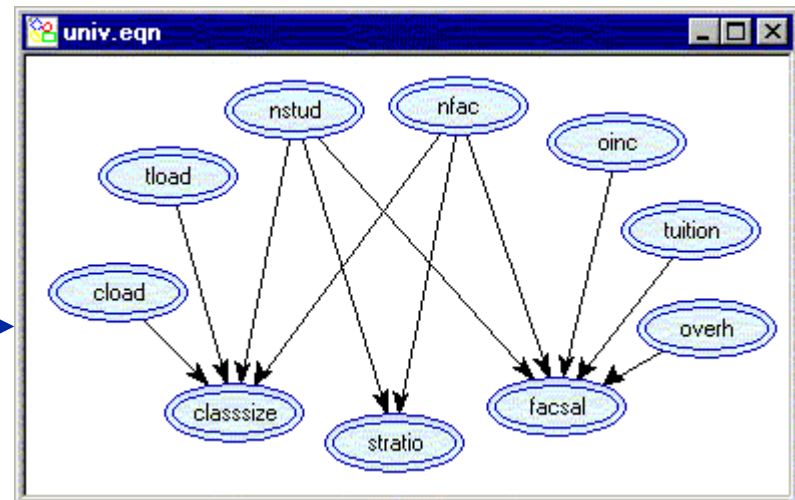 univ.eqn
nstud
nfac
oinc
tload
tuition
cload
overh
classsize
stratio
facsal